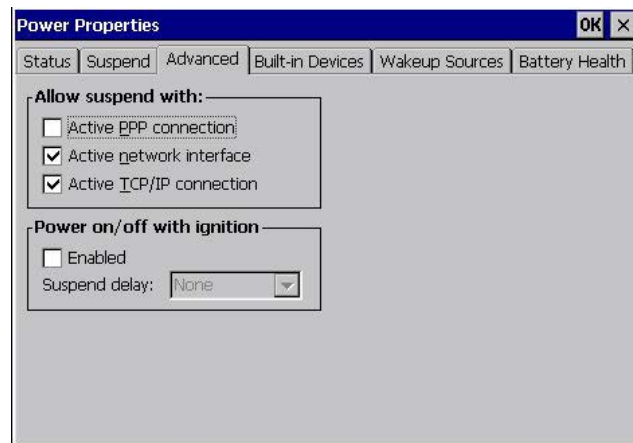 Power Properties OK ×
Status Suspend Advanced Built-in Devices Wakeup Sources Battery Health
Allow suspend with:
Active PPP connection
Active network interface
Active TCP/IP connection
Power on/off with ignition
Enabled
Suspend delay: None